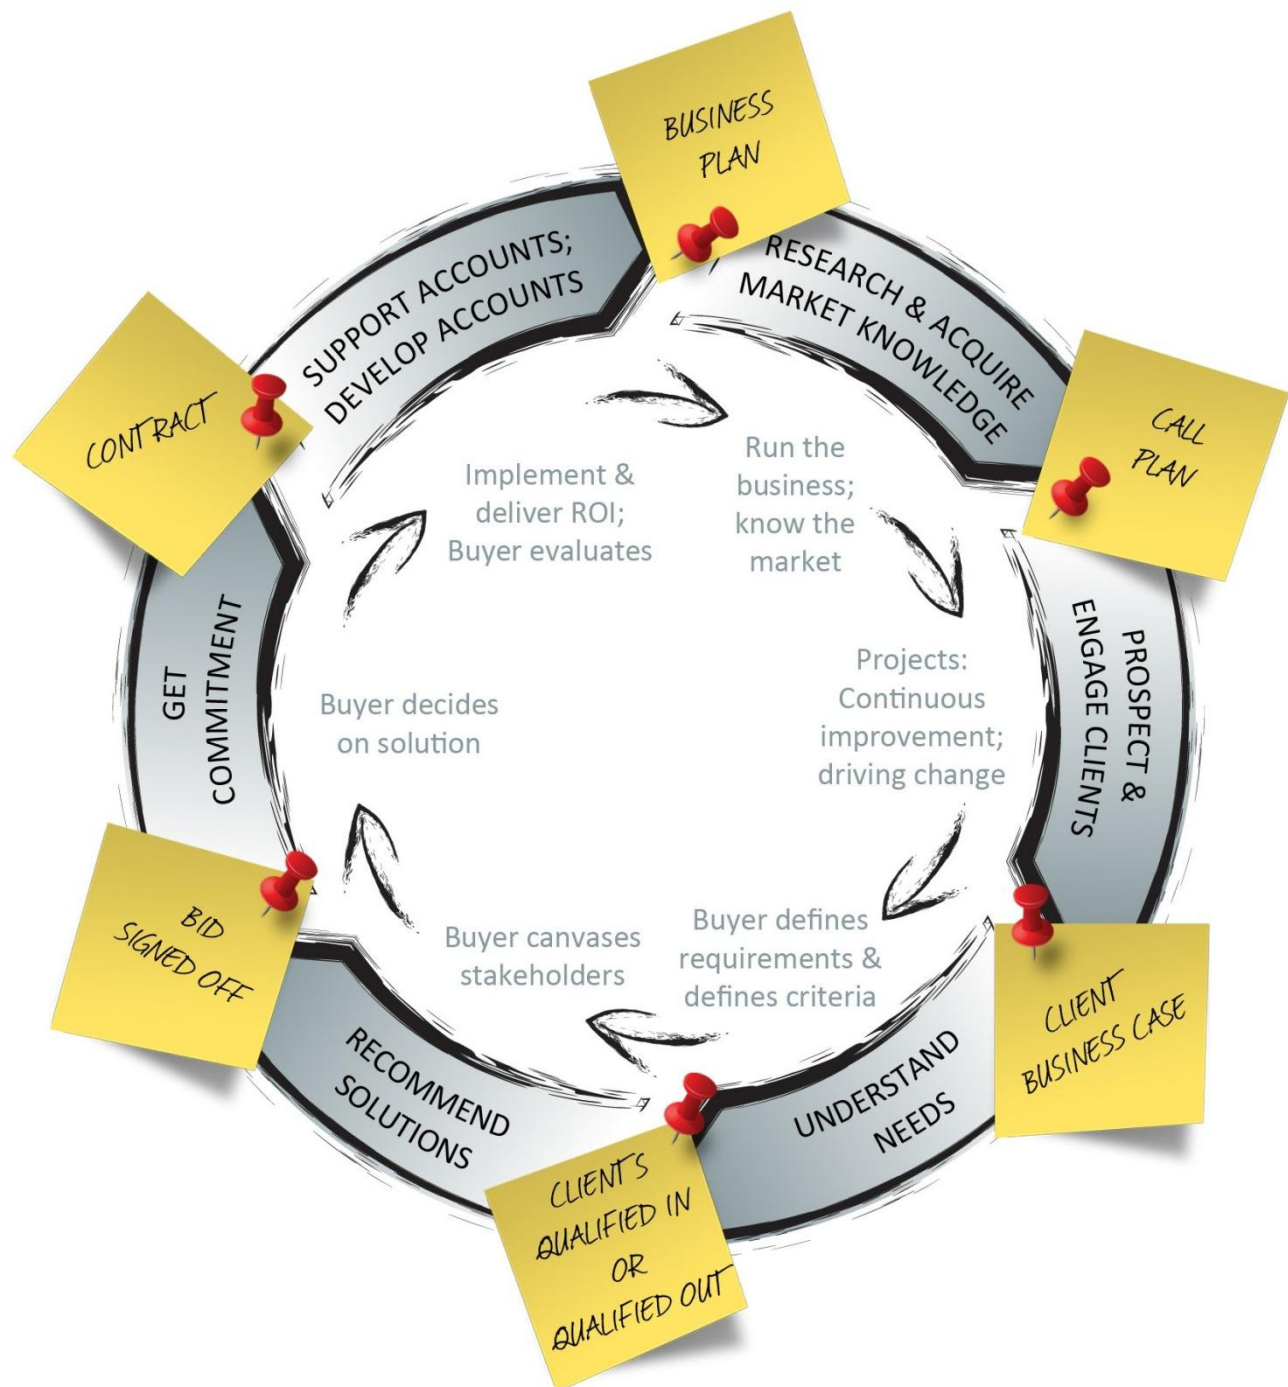 BUSINESS
PLAN
RESEARCH & ACQUIRE
MARKET KNOWLEDGE
CALL
PLAN
PROSPECT &
ENGAGE CLIENTS
CLIENT
BUSINESS CASE
UNDERSTAND
NEEDS
CLIENTS
QUALIFIED IN
OR
QUALIFIED OUT
RECOMMEND
SOLUTIONS
BID
SIGNED OFF
GET
COMMITMENT
CONTRACT
SUPPORT ACCOUNTS;
DEVELOP ACCOUNTS
Run the
business;
know the
market
Projects:
Continuous
improvement;
driving change
Buyer defines
requirements &
defines criteria
Buyer canvases
stakeholders
Buyer decides
on solution
Implement &
deliver ROI;
Buyer evaluates